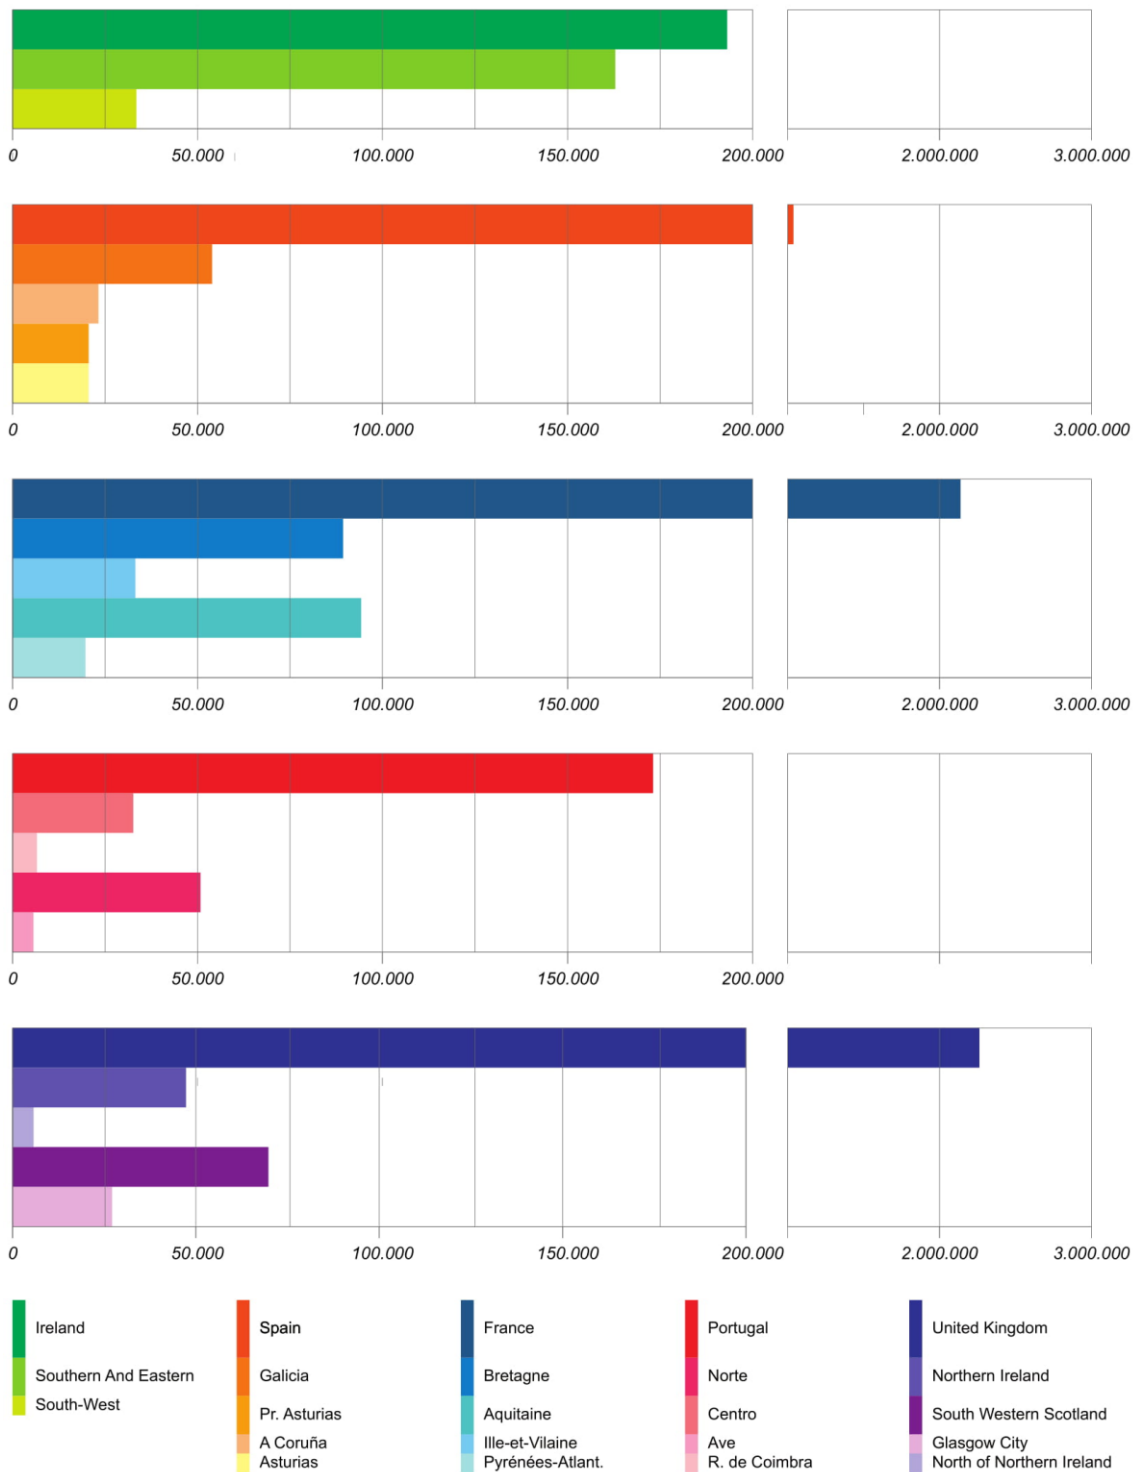 0 50.000 100.000 150.000 200.000 2.000.000 3.000.000
0 50.000 100.000 150.000 200.000 2.000.000 3.000.000
0 50.000 100.000 150.000 200.000 2.000.000 3.000.000
0 50.000 100.000 150.000 200.000
0 50.000 100.000 150.000 200.000 2.000.000 3.000.000
Ireland
Southern And Eastern
South-West
Spain
Galicia
Pr. Asturias
A Coruña
Asturias
France
Bretagne
Aquitaine
Ille-et-Vilaine
Pyrénées-Atlant.
Portugal
Norte
Centro
Ave
R. de Coimbra
United Kingdom
Northern Ireland
South Western Scotland
Glasgow City
North of Northern Ireland